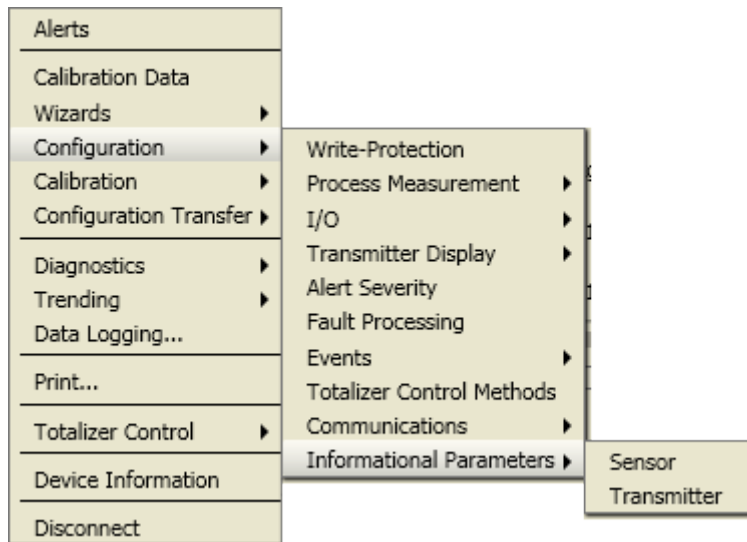 Alerts
Calibration Data
Wizards
Configuration
Calibration
Configuration Transfer
Diagnostics
Trending
Data Logging...
Print...
Totalizer Control
Device Information
Disconnect
Write-Protection
Process Measurement
I/O
Transmitter Display
Alert Severity
Fault Processing
Events
Totalizer Control Methods
Communications
Informational Parameters
Sensor
Transmitter